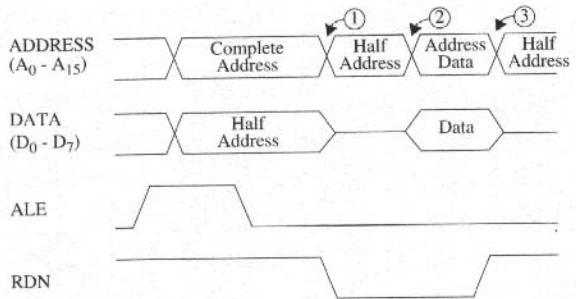 ① ② ③
ADDRESS
(A₀ - A₁₅)
Complete
Address
Half
Address
Address
Data
Half
Address
DATA
(D₀ - D₇)
Half
Address
Data
ALE
RDN